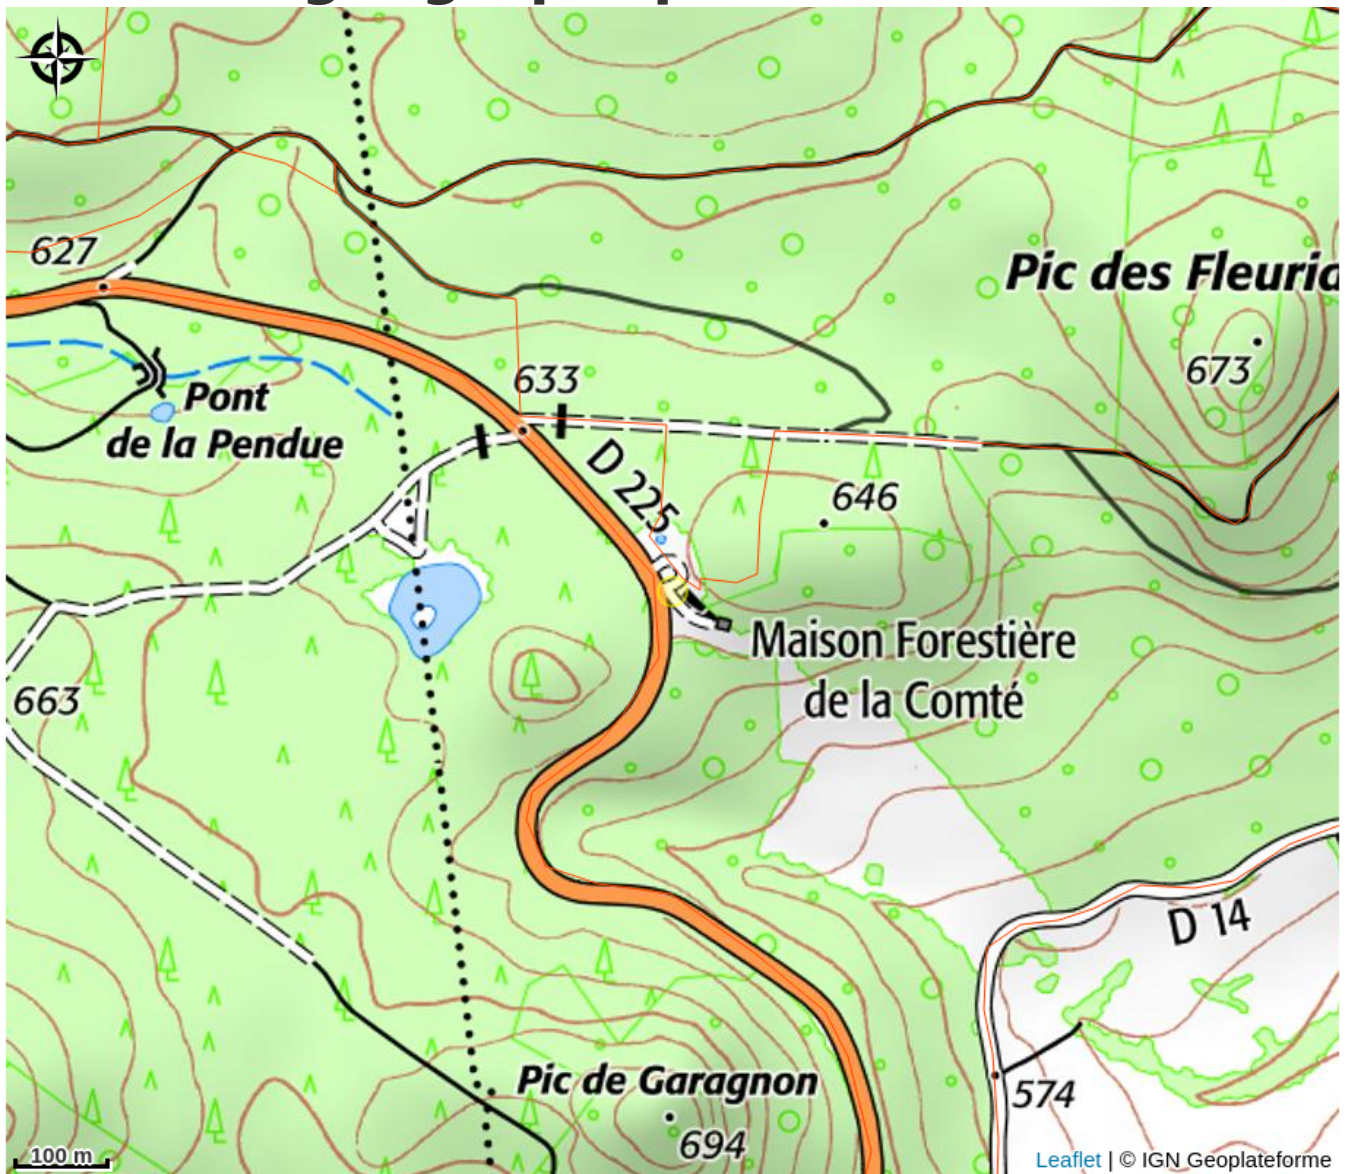 627
Pic des Fleuria
673
633
Pont
de la Pendue
D 225
646
Maison Forestière
de la Comté
663
D 14
Pic de Garagnon
694
574
100 m
Leaflet | © IGN Geoplateforme